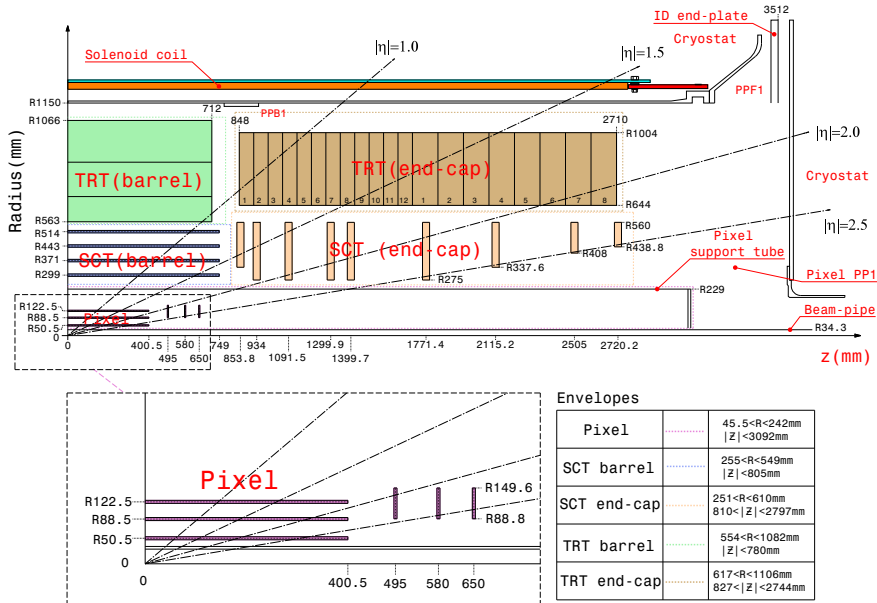 3512
ID end-plate
Cryostat
|η|=1.0
|η|=1.5
Solenoid coil
PPF1
R1150
712
PPB1
848
2710
R1066
R1004
|η|=2.0
TRT(barrel)
TRT(end-cap)
Cryostat
1 2 3 4 5 6 7 8 9 10 11 12 1 2 3 4 5 6 7 8
R644
Radius(mm)
R563
R560
|η|=2.5
R514
SCT(barrel)
SCT (end-cap)
R443
R438.8
R408
Pixel
support tube
R371
R337.6
R299
R275
Pixel PP1
R229
R122.5
R88.5
Pixel
R50.5
Beam-pipe
R34.3
0
0
400.5
495
580
650
749
853.8
934
1091.5
1299.9
1399.7
1771.4
2115.2
2505
2720.2
z(mm)
Pixel
R122.5
R149.6
R88.5
R88.8
R50.5
0
0
400.5
495
580
650
Envelopes
Pixel
45.5<R<242mm
|Z|<3092mm
SCT barrel
255<R<549mm
|Z|<805mm
SCT end-cap
251<R<610mm
810<|Z|<2797mm
TRT barrel
554<R<1082mm
|Z|<780mm
TRT end-cap
617<R<1106mm
827<|Z|<2744mm